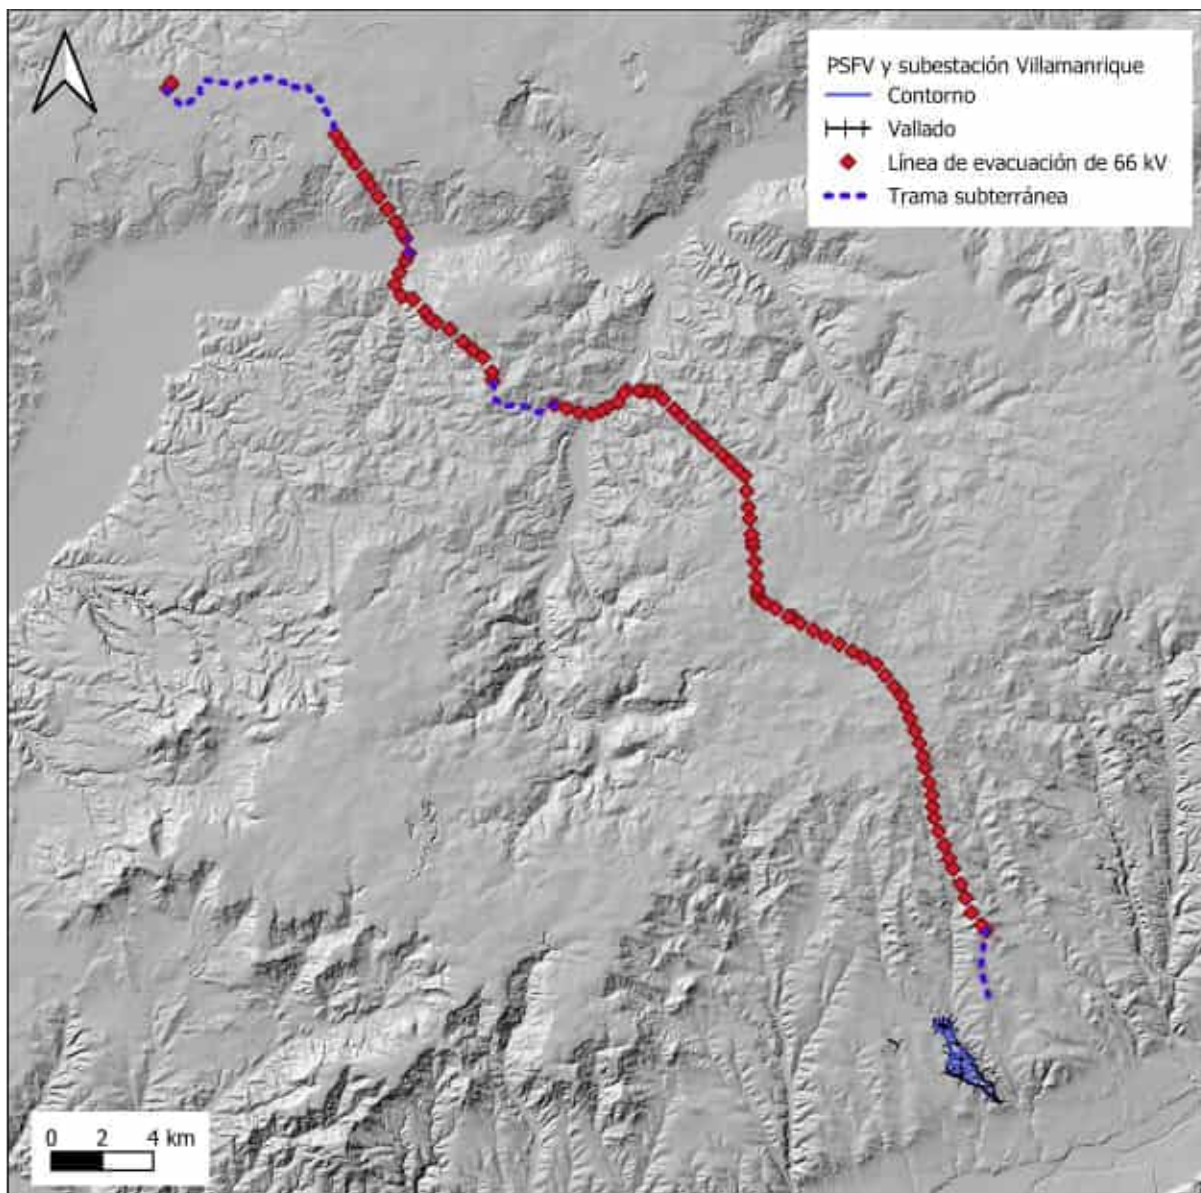 PSFV y subestación Villamanrique
Contorno
Vallado
Línea de evacuación de 66 kV
Trama subterránea
0 2 4 km